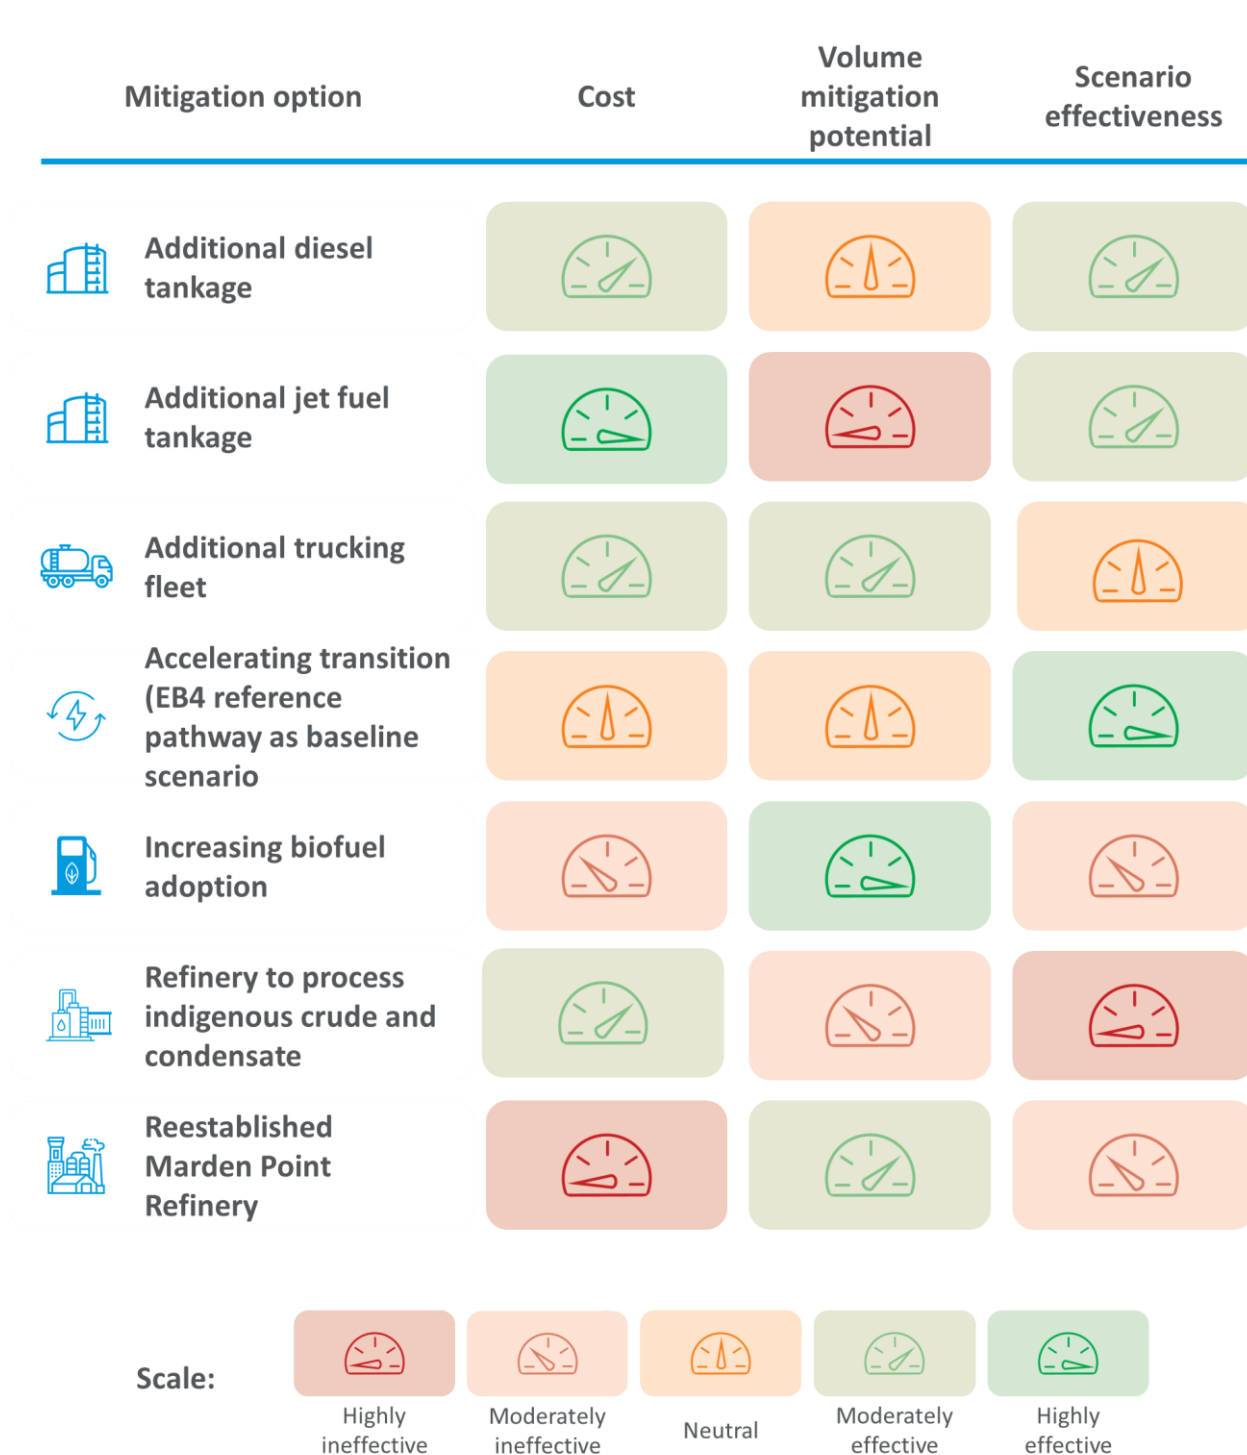 Mitigation option
Cost
Volume
mitigation
potential
Scenario
effectiveness
Additional diesel
tankage
Additional jet fuel
tankage
Additional trucking
fleet
Accelerating transition
(EB4 reference
pathway as baseline
scenario
Increasing biofuel
adoption
Refinery to process
indigenous crude and
condensate
Reestablished
Marden Point
Refinery
Scale:
Highly
ineffective
Moderately
ineffective
Neutral
Moderately
effective
Highly
effective